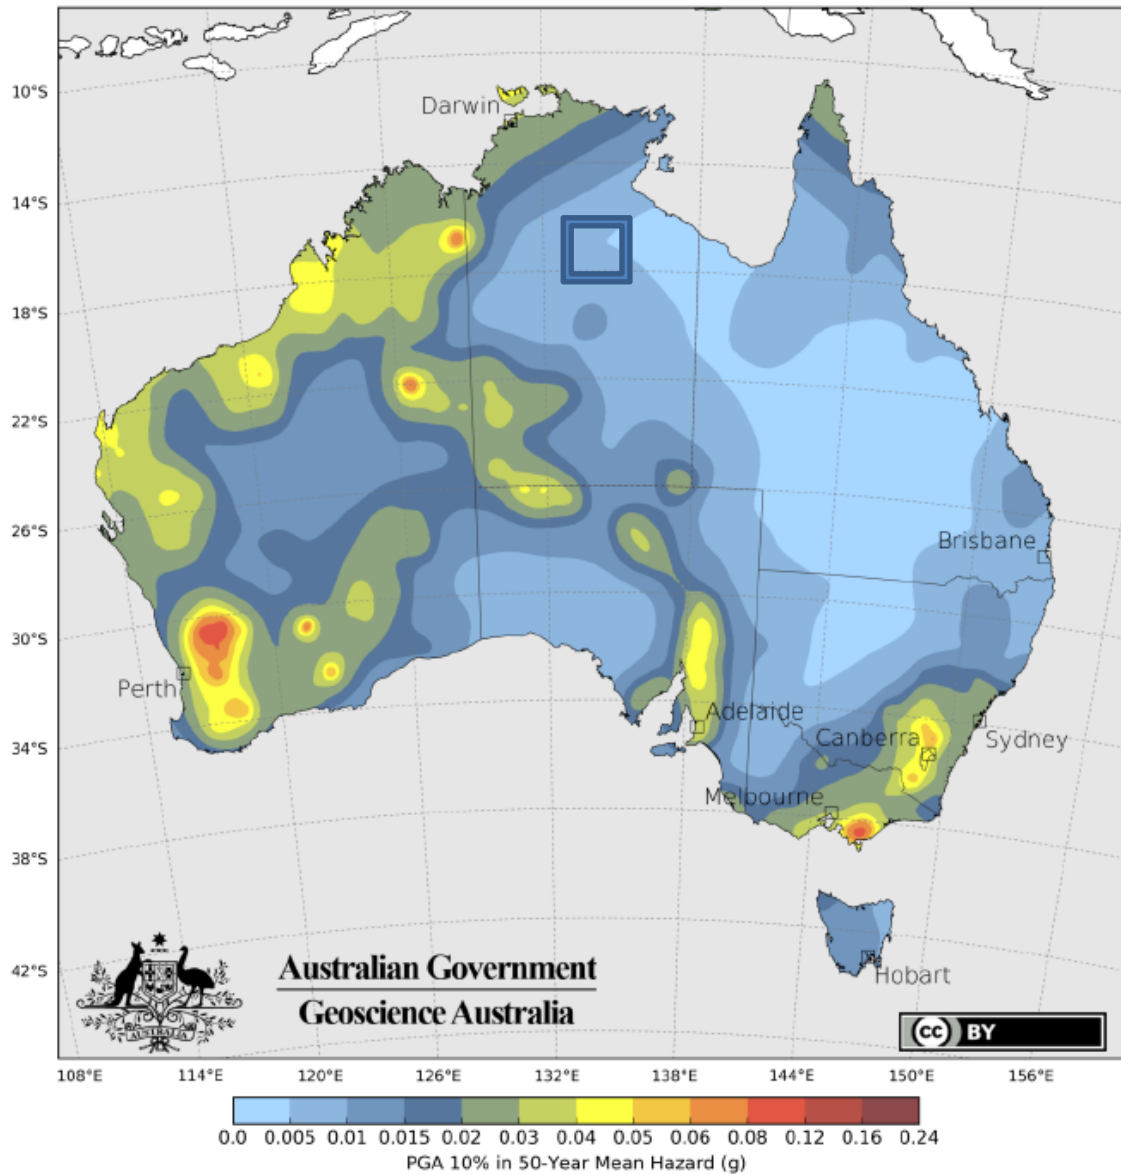 10°S
Darwin
14°S
18°S
22°S
26°S
Brisbane
30°S
Perth
Adelaide
34°S
Canberra
Sydney
Melbourne
38°S
42°S
Hobart
AUSTRALIA
Australian Government
Geoscience Australia
cc BY
108°E 114°E 120°E 126°E 132°E 138°E 144°E 150°E 156°E
0.0 0.005 0.01 0.015 0.02 0.03 0.04 0.05 0.06 0.08 0.12 0.16 0.24
PGA 10% in 50-Year Mean Hazard (g)